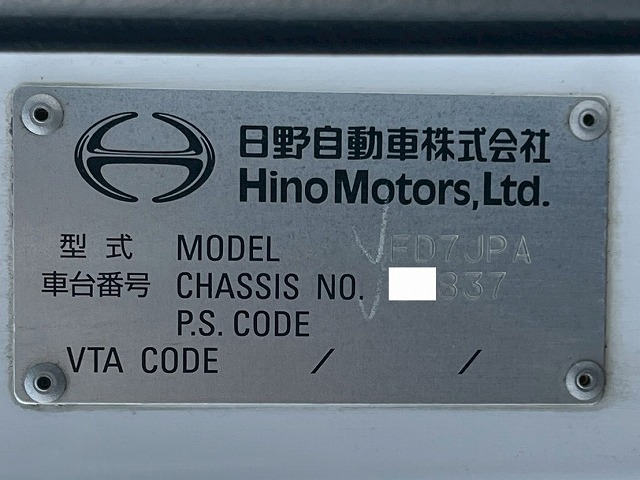 日野自動車株式会社
Hino Motors, Ltd.
型式 MODEL FD7JPA
車台番号 CHASSIS NO. 837
P.S. CODE
VTA CODE / /